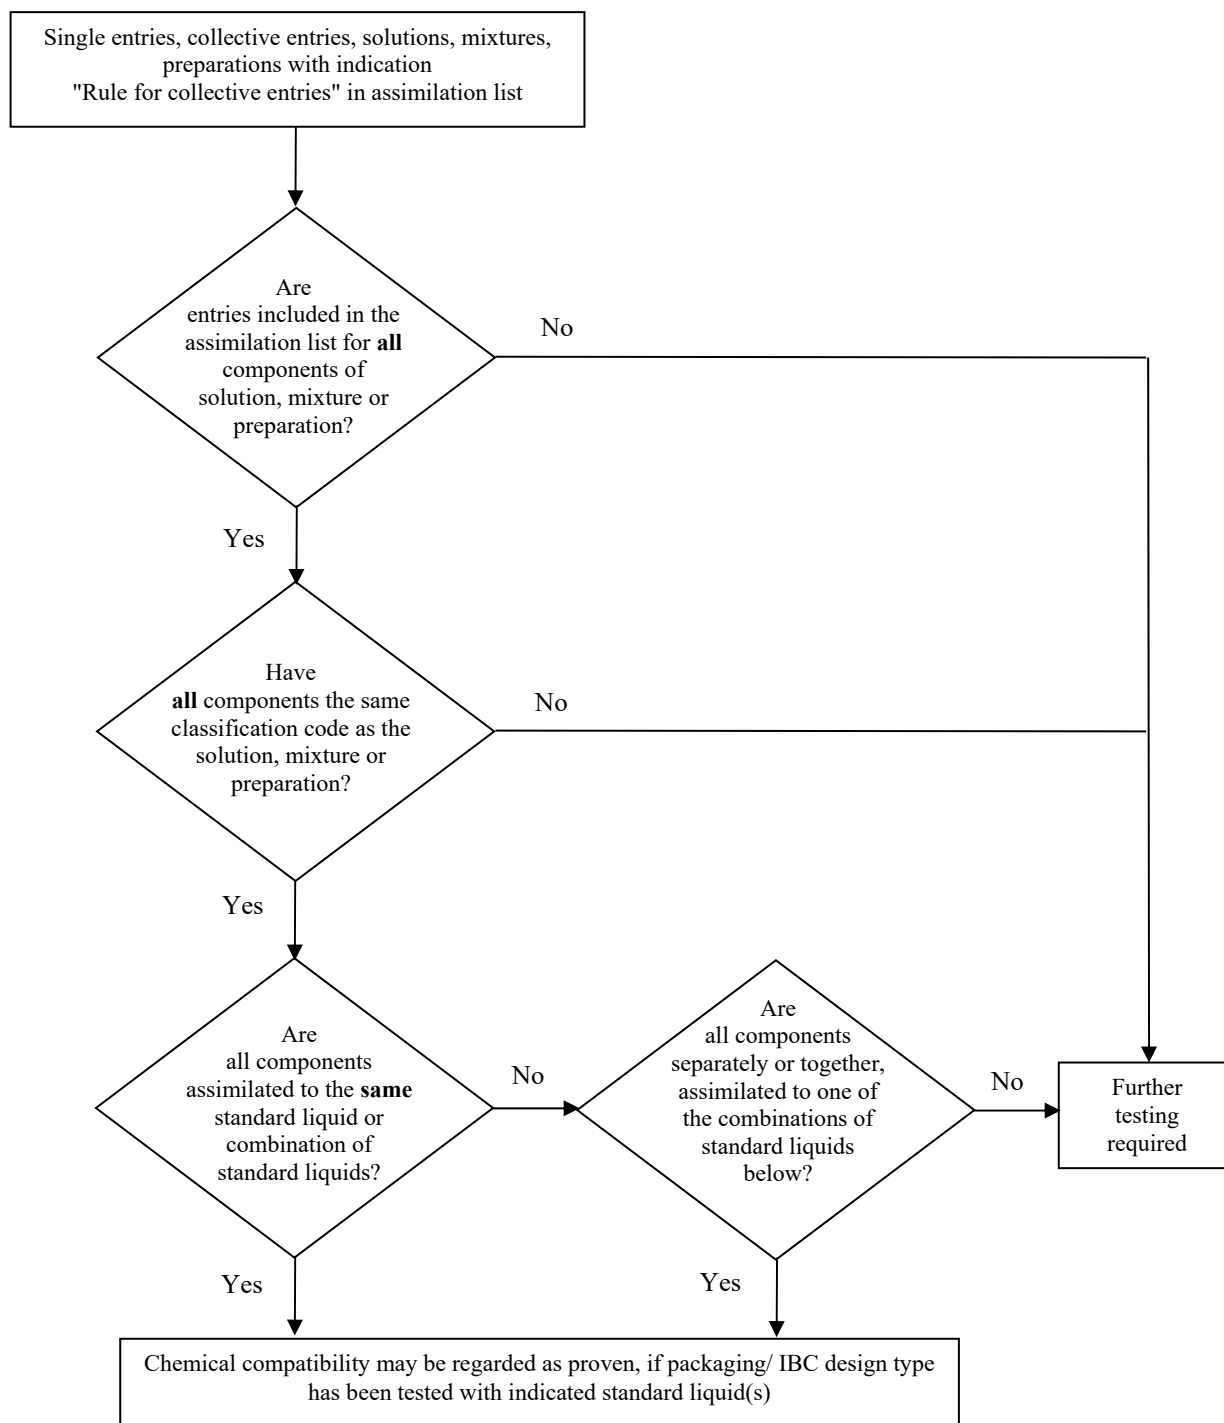 Single entries, collective entries, solutions, mixtures,
preparations with indication
"Rule for collective entries" in assimilation list
Are
entries included in the
assimilation list for all
components of
solution, mixture or
preparation?
No
Yes
Have
all components the same
classification code as the
solution, mixture or
preparation?
No
Yes
Are
all components
assimilated to the same
standard liquid or
combination of
standard liquids?
No
Are
all components
separately or together,
assimilated to one of
the combinations of
standard liquids
below?
No
Further
testing
required
Yes
Yes
Chemical compatibility may be regarded as proven, if packaging/ IBC design type
has been tested with indicated standard liquid(s)